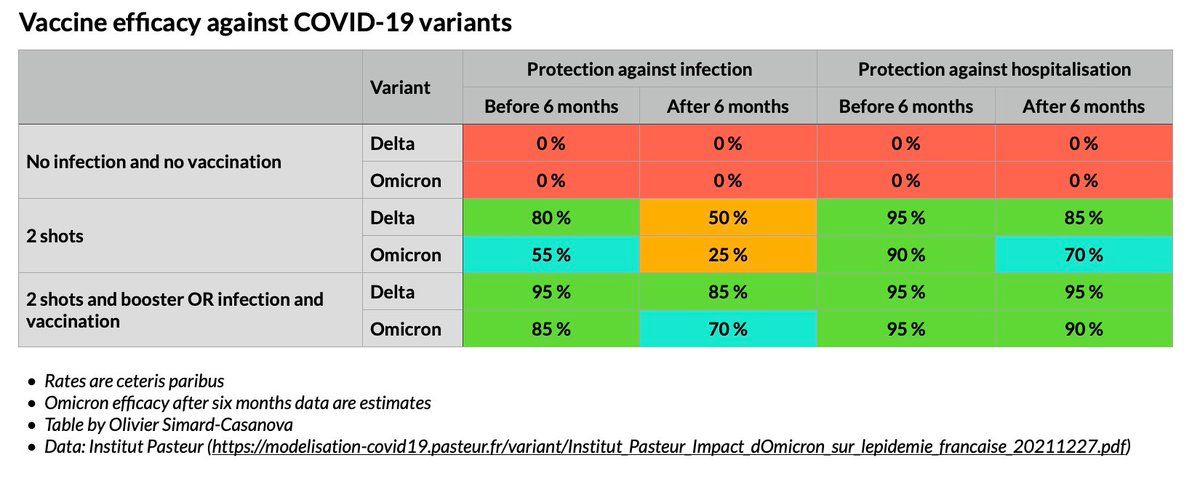 Vaccine efficacy against COVID-19 variants
Variant
Protection against infection
Protection against hospitalisation
Before 6 months
After 6 months
Before 6 months
After 6 months
No infection and no vaccination
Delta
0 %
0 %
0 %
0 %
Omicron
0 %
0 %
0 %
0 %
2 shots
Delta
80 %
50 %
95 %
85 %
Omicron
55 %
25 %
90 %
70 %
2 shots and booster OR infection and
vaccination
Delta
95 %
85 %
95 %
95 %
Omicron
85 %
70 %
95 %
90 %
• Rates are ceteris paribus
• Omicron efficacy after six months data are estimates
• Table by Olivier Simard-Casanova
• Data: Institut Pasteur (https://modelisation-covid19.pasteur.fr/variant/Institut_Pasteur_Impact_dOmicron_sur_lepidemie_francaise_20211227.pdf)